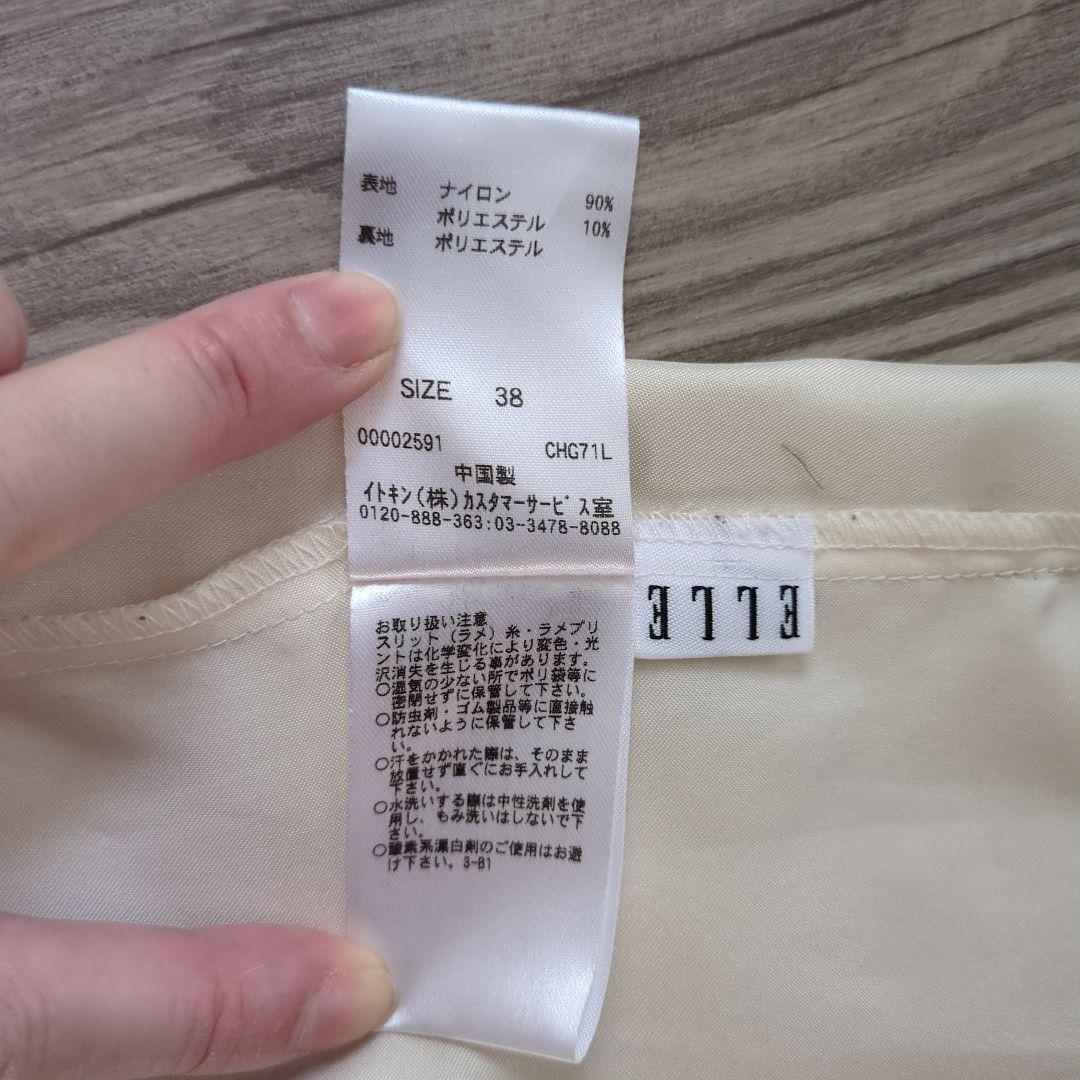 表地 ナイロン 90%
ポリエステル 10%
裏地 ポリエステル
SIZE 38
00002591 CHG71L
中国製
イトキン(株)カスタマーサービス室
0120-888-363:03-3478-8088
ELLE
お取り扱い注意
スリット(ラメ)糸・ラメプリ
ントは化学変化により変色・光
沢消失を生じる事があります。
○湿気の少ない所でポリ袋等に
密閉せずに保管して下さい。
○防虫剤・ゴム製品等に直接触
れないように保管して下さ
い。
○汗をかかれた際は、そのまま
放置せず直ぐにお手入れして
下さい。
○水洗いする際は中性洗剤を使
用し、もみ洗いはしないで下
さい。
○酸素系漂白剤のご使用はお避
け下さい。3-B1